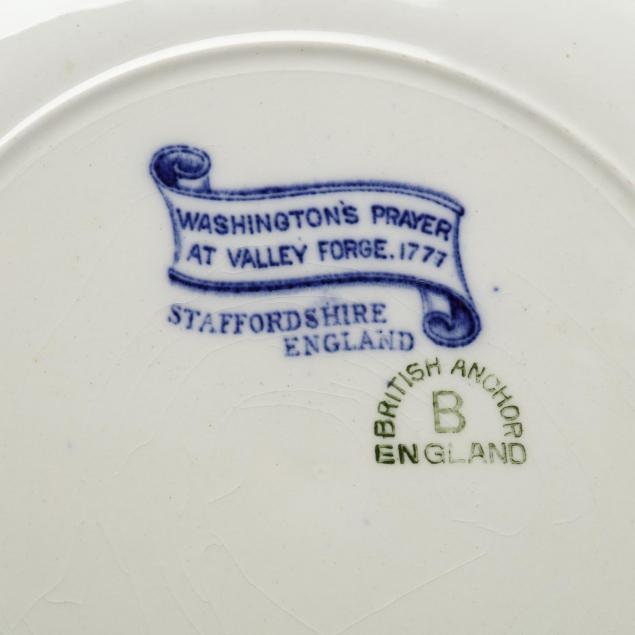 WASHINGTON'S PRAYER
AT VALLEY FORGE. 1777
STAFFORDSHIRE
ENGLAND
BRITISH ANCHOR
B
ENGLAND